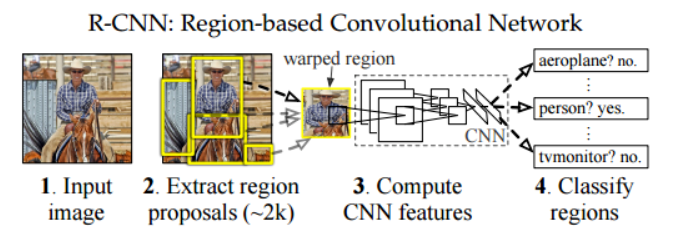 R-CNN: Region-based Convolutional Network
warped region
aeroplane? no.
⋮
person? yes.
⋮
tvmonitor? no.
CNN
1. Input
image
2. Extract region
proposals (~2k)
3. Compute
CNN features
4. Classify
regions